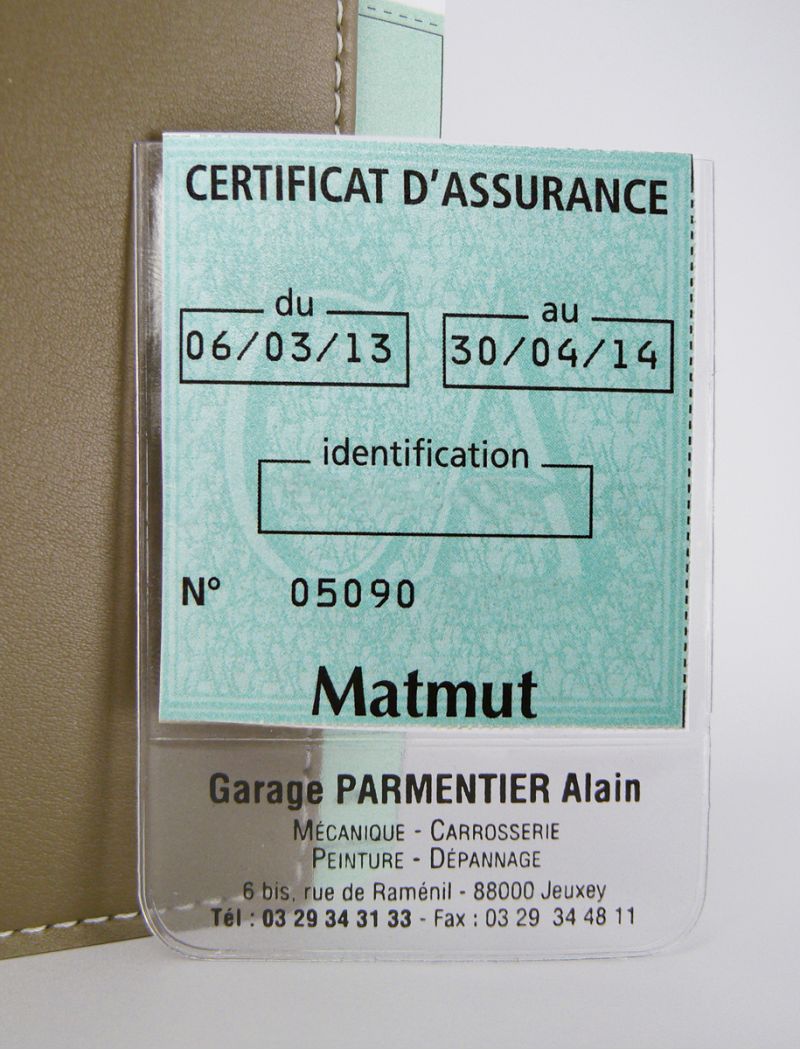 CERTIFICAT D'ASSURANCE
du au
06/03/13 30/04/14
identification
N° 05090
Matmut
Garage PARMENTIER Alain
MÉCANIQUE - CARROSSERIE
PEINTURE - DÉPANNAGE
6 bis, rue de Raménil - 88000 Jeuxey
Tél : 03 29 34 31 33 - Fax : 03 29 34 48 11